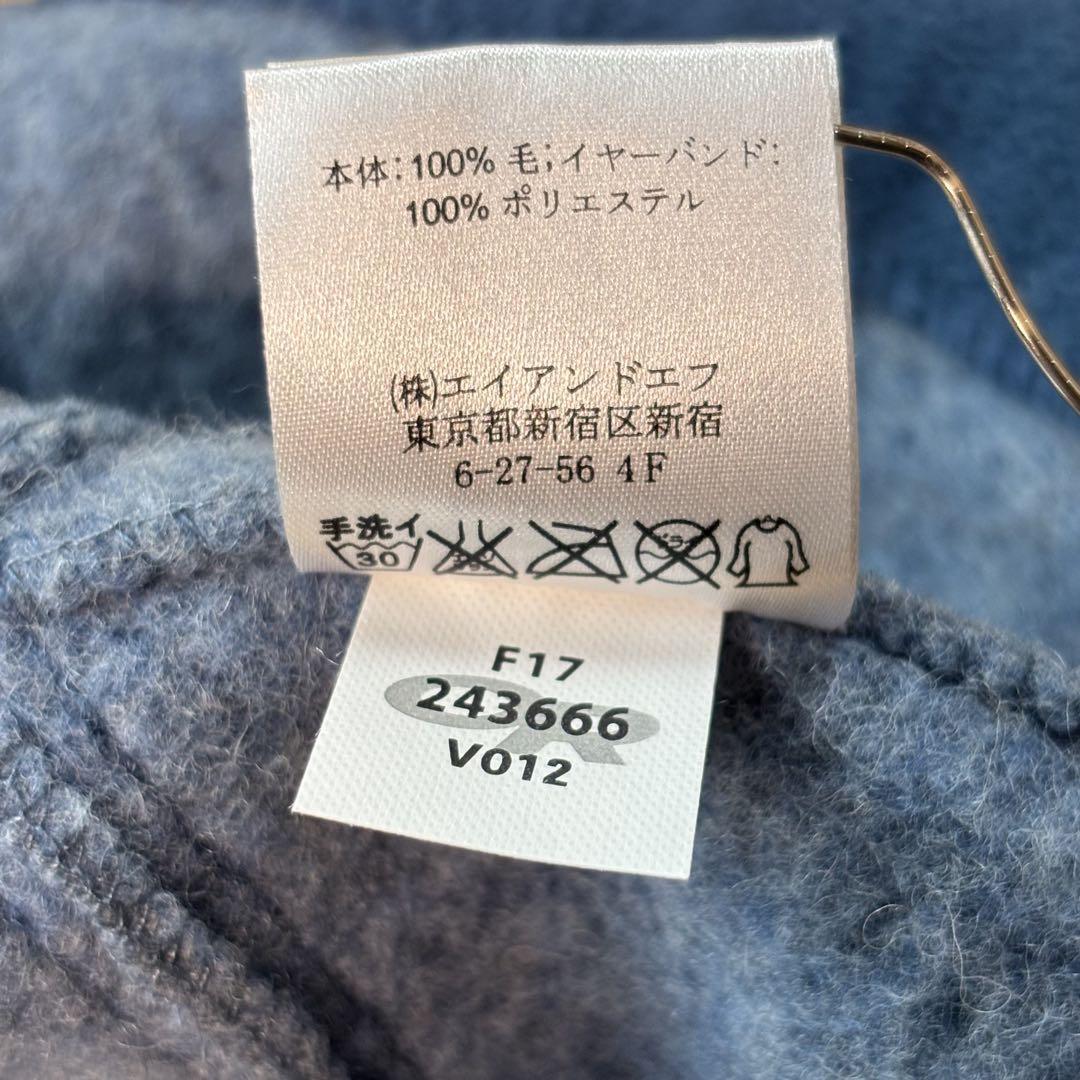 本体:100% 毛;イヤーバンド:
100% ポリエステル
(株)エイアンドエフ
東京都新宿区新宿
6-27-56 4F
手洗イ
30
F17
243666
V012